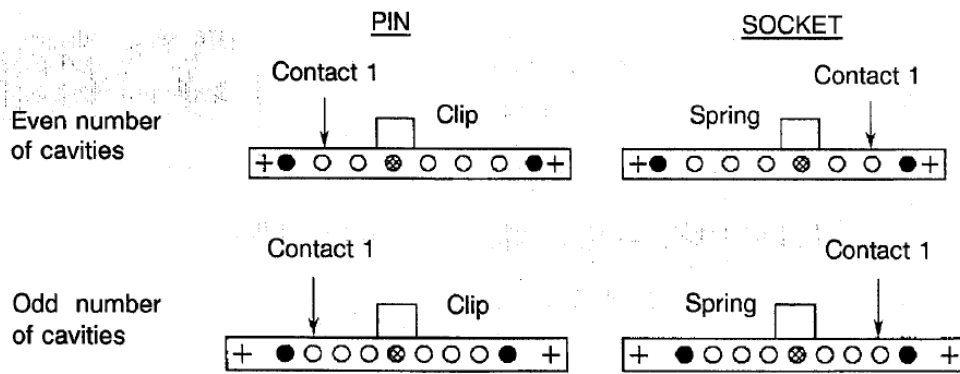 PIN SOCKET
Contact 1 Contact 1
Even number Clip Spring
of cavities
Contact 1 Contact 1
Odd number Clip Spring
of cavities